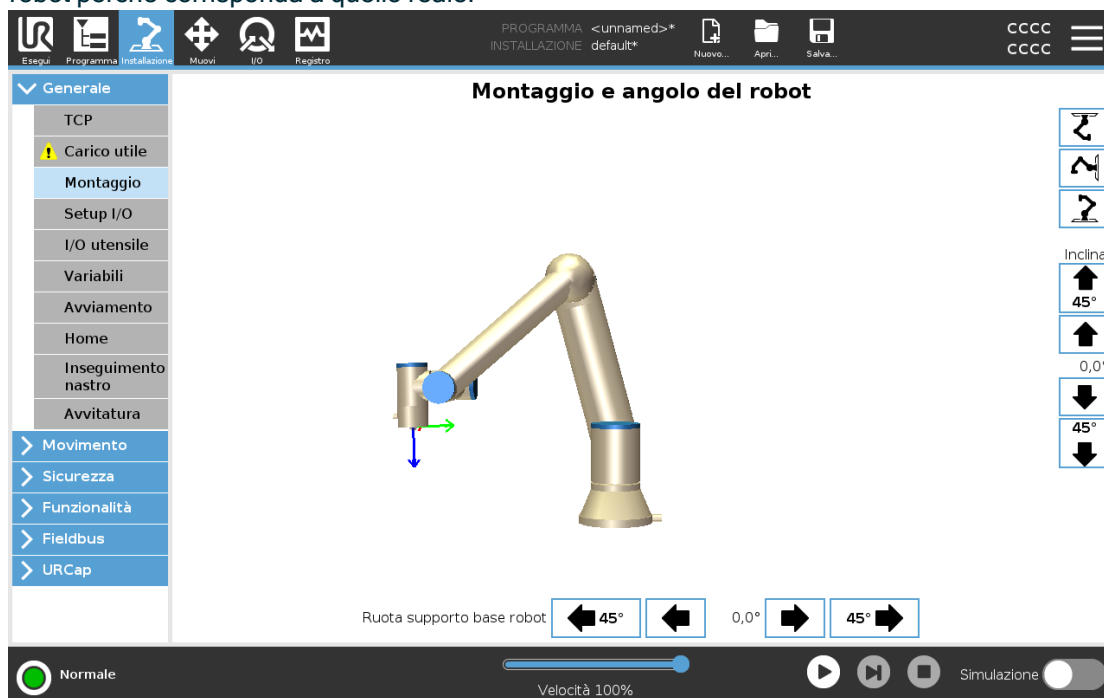 robot perché corrisponda a quello reale.
PROGRAMMA <unnamed>*
INSTALLAZIONE default*
Nuovo... Apri... Salva...
CCCC
CCCC
UR
Esegui Programma Installazione Muovi I/O Registro
Generale
TCP
Carico utile
Montaggio
Setup I/O
I/O utensile
Variabili
Avviamento
Home
Inseguimento
nastro
Avvitatura
Movimento
Sicurezza
Funzionalità
Fieldbus
URCap
Montaggio e angolo del robot
Inclina
45°
0,0°
45°
Ruota supporto base robot 45° 0,0° 45°
Normale
Velocità 100%
Simulazione